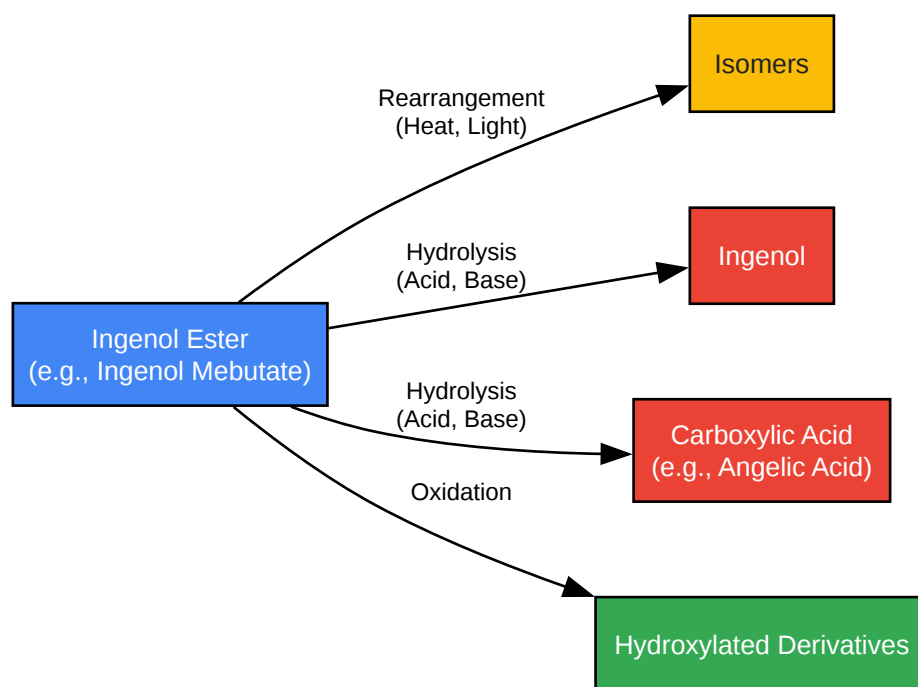 Isomers
Rearrangement
(Heat, Light)
Ingenol
Hydrolysis
(Acid, Base)
Ingenol Ester
(e.g., Ingenol Mebutate)
Hydrolysis
(Acid, Base)
Carboxylic Acid
(e.g., Angelic Acid)
Oxidation
Hydroxylated Derivatives